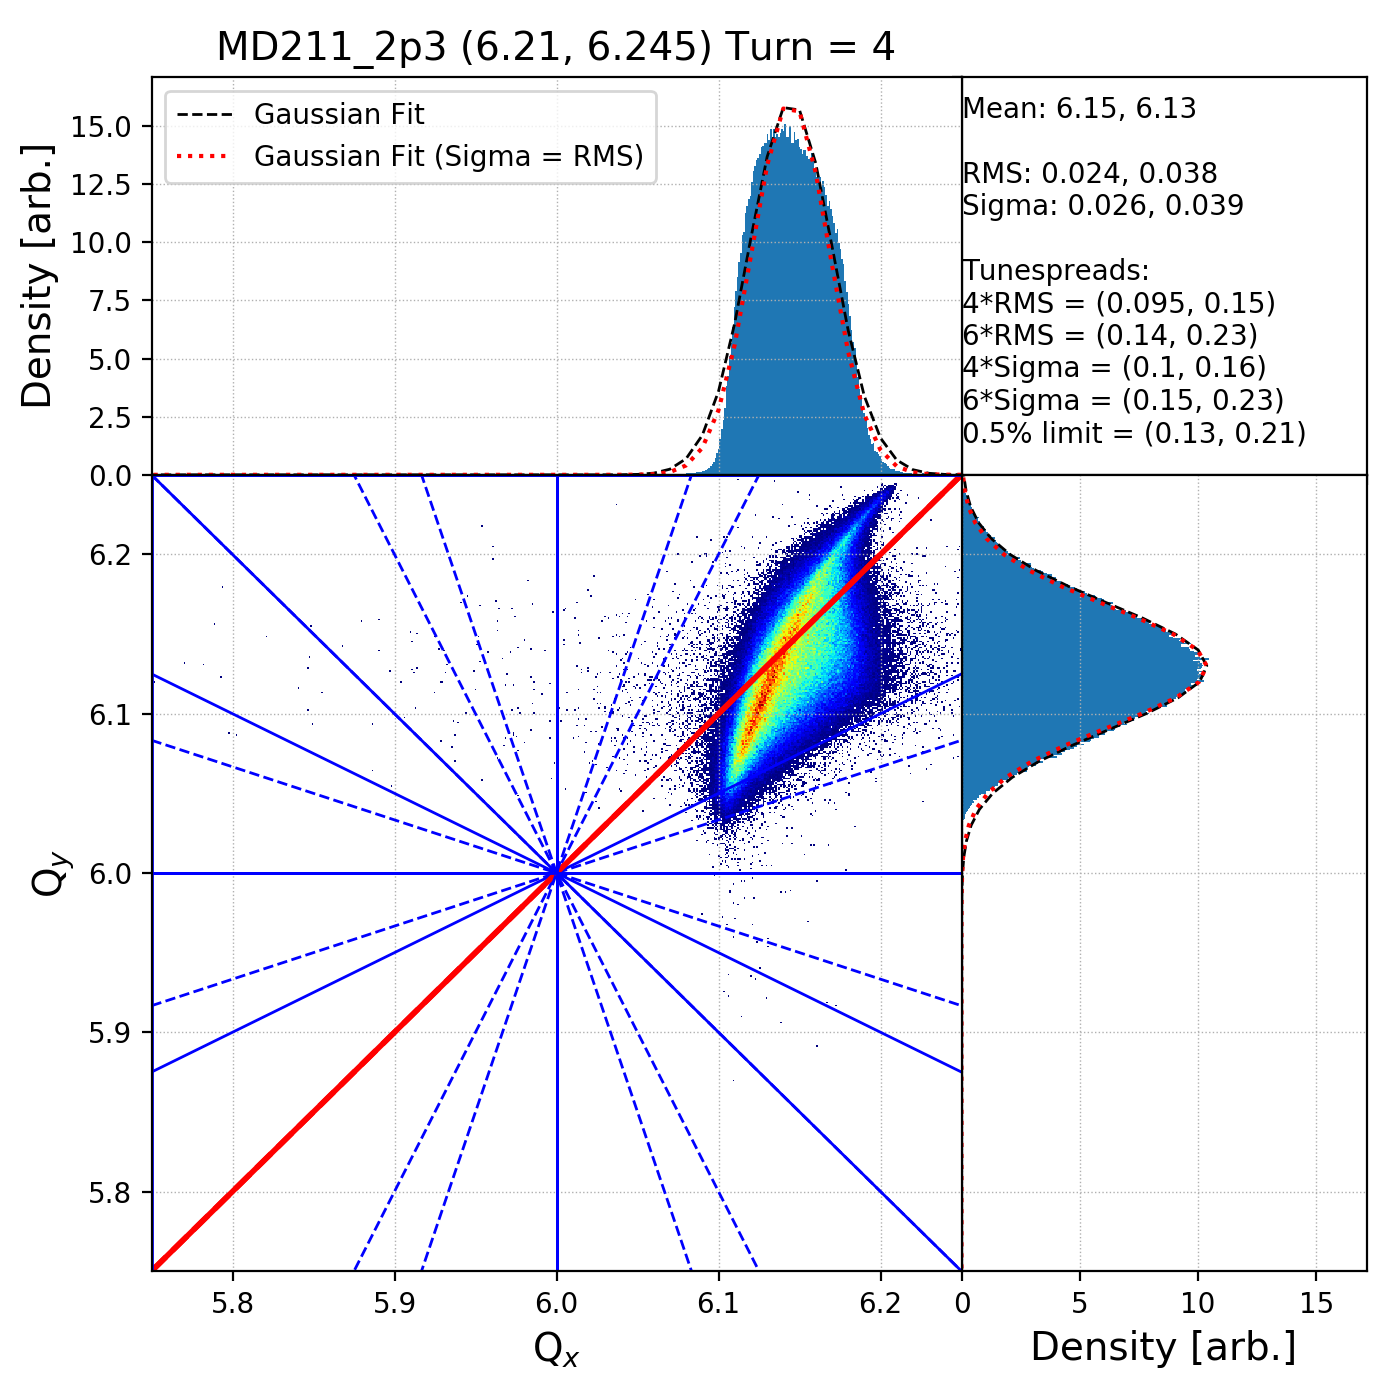 MD211_2p3 (6.21, 6.245) Turn = 4
Density [arb.]
15.0
12.5
10.0
7.5
5.0
2.5
0.0
Gaussian Fit
Gaussian Fit (Sigma = RMS)
Mean: 6.15, 6.13
RMS: 0.024, 0.038
Sigma: 0.026, 0.039
Tunespreads:
4*RMS = (0.095, 0.15)
6*RMS = (0.14, 0.23)
4*Sigma = (0.1, 0.16)
6*Sigma = (0.15, 0.23)
0.5% limit = (0.13, 0.21)
Qy
6.2
6.1
6.0
5.9
5.8
5.8 5.9 6.0 6.1 6.2
Qx
0 5 10 15
Density [arb.]